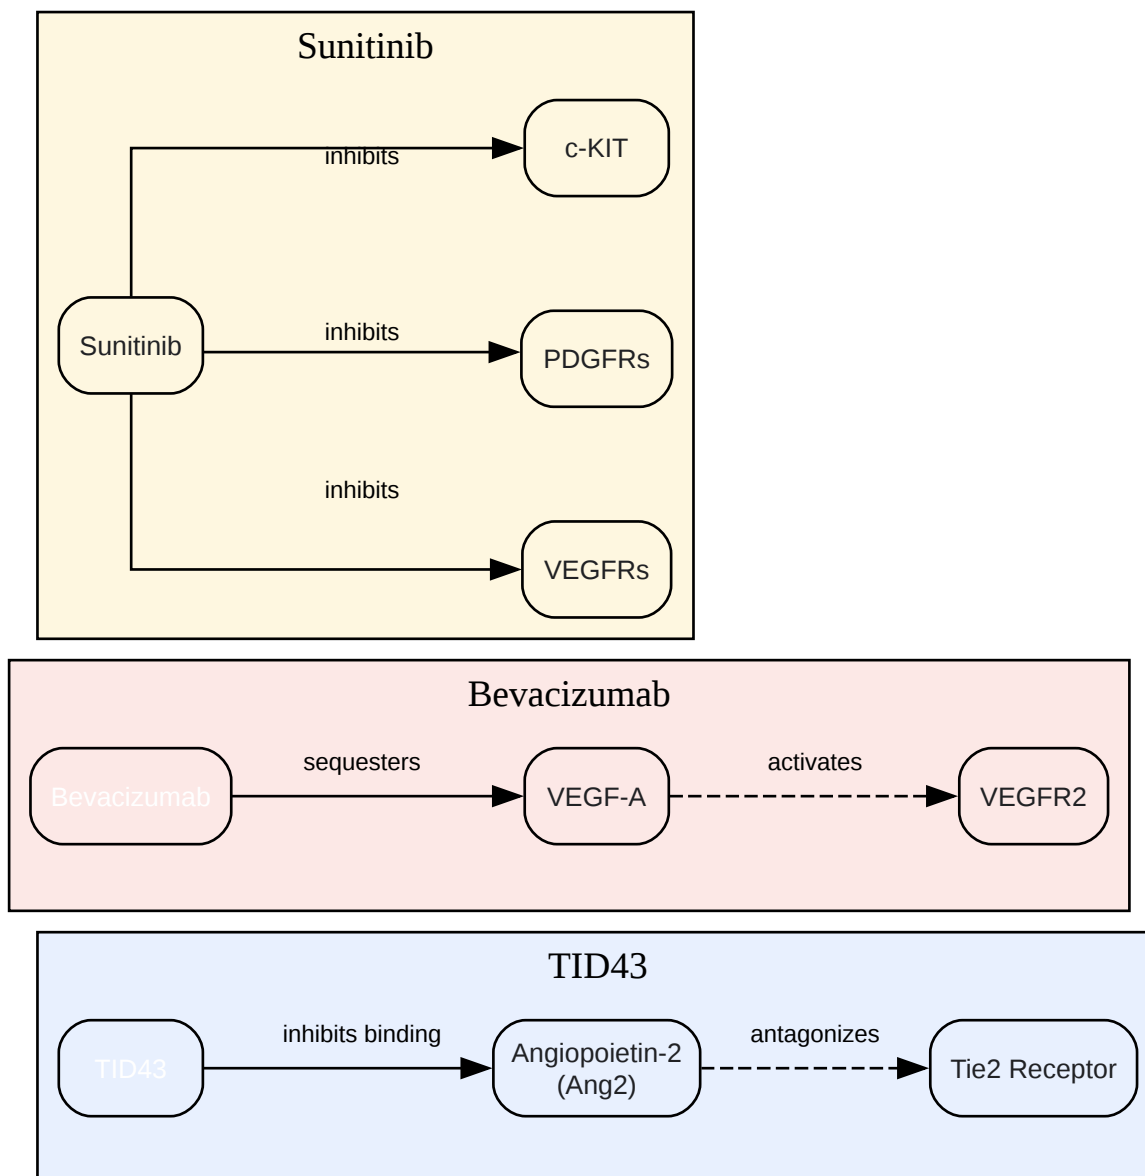 Sunitinib
inhibits
c-KIT
Sunitinib
inhibits
PDGFRs
inhibits
VEGFRs
Bevacizumab
Bevacizumab
sequesters
VEGF-A
activates
VEGFR2
TID43
TID43
inhibits binding
Angiopoietin-2
(Ang2)
antagonizes
Tie2 Receptor